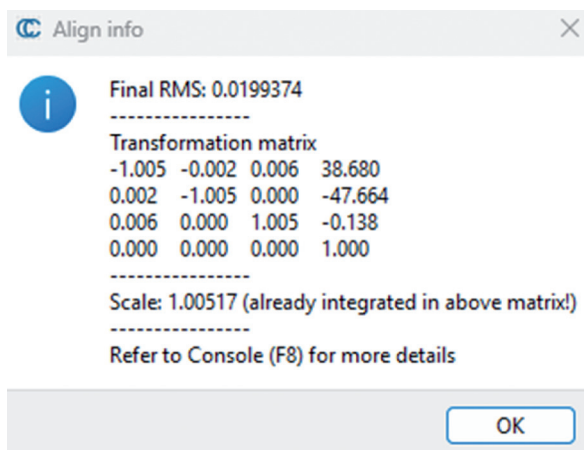 Align info
Final RMS: 0.0199374
----------------
Transformation matrix
-1.005 -0.002 0.006 38.680
0.002 -1.005 0.000 -47.664
0.006 0.000 1.005 -0.138
0.000 0.000 0.000 1.000
----------------
Scale: 1.00517 (already integrated in above matrix!)
----------------
Refer to Console (F8) for more details
OK